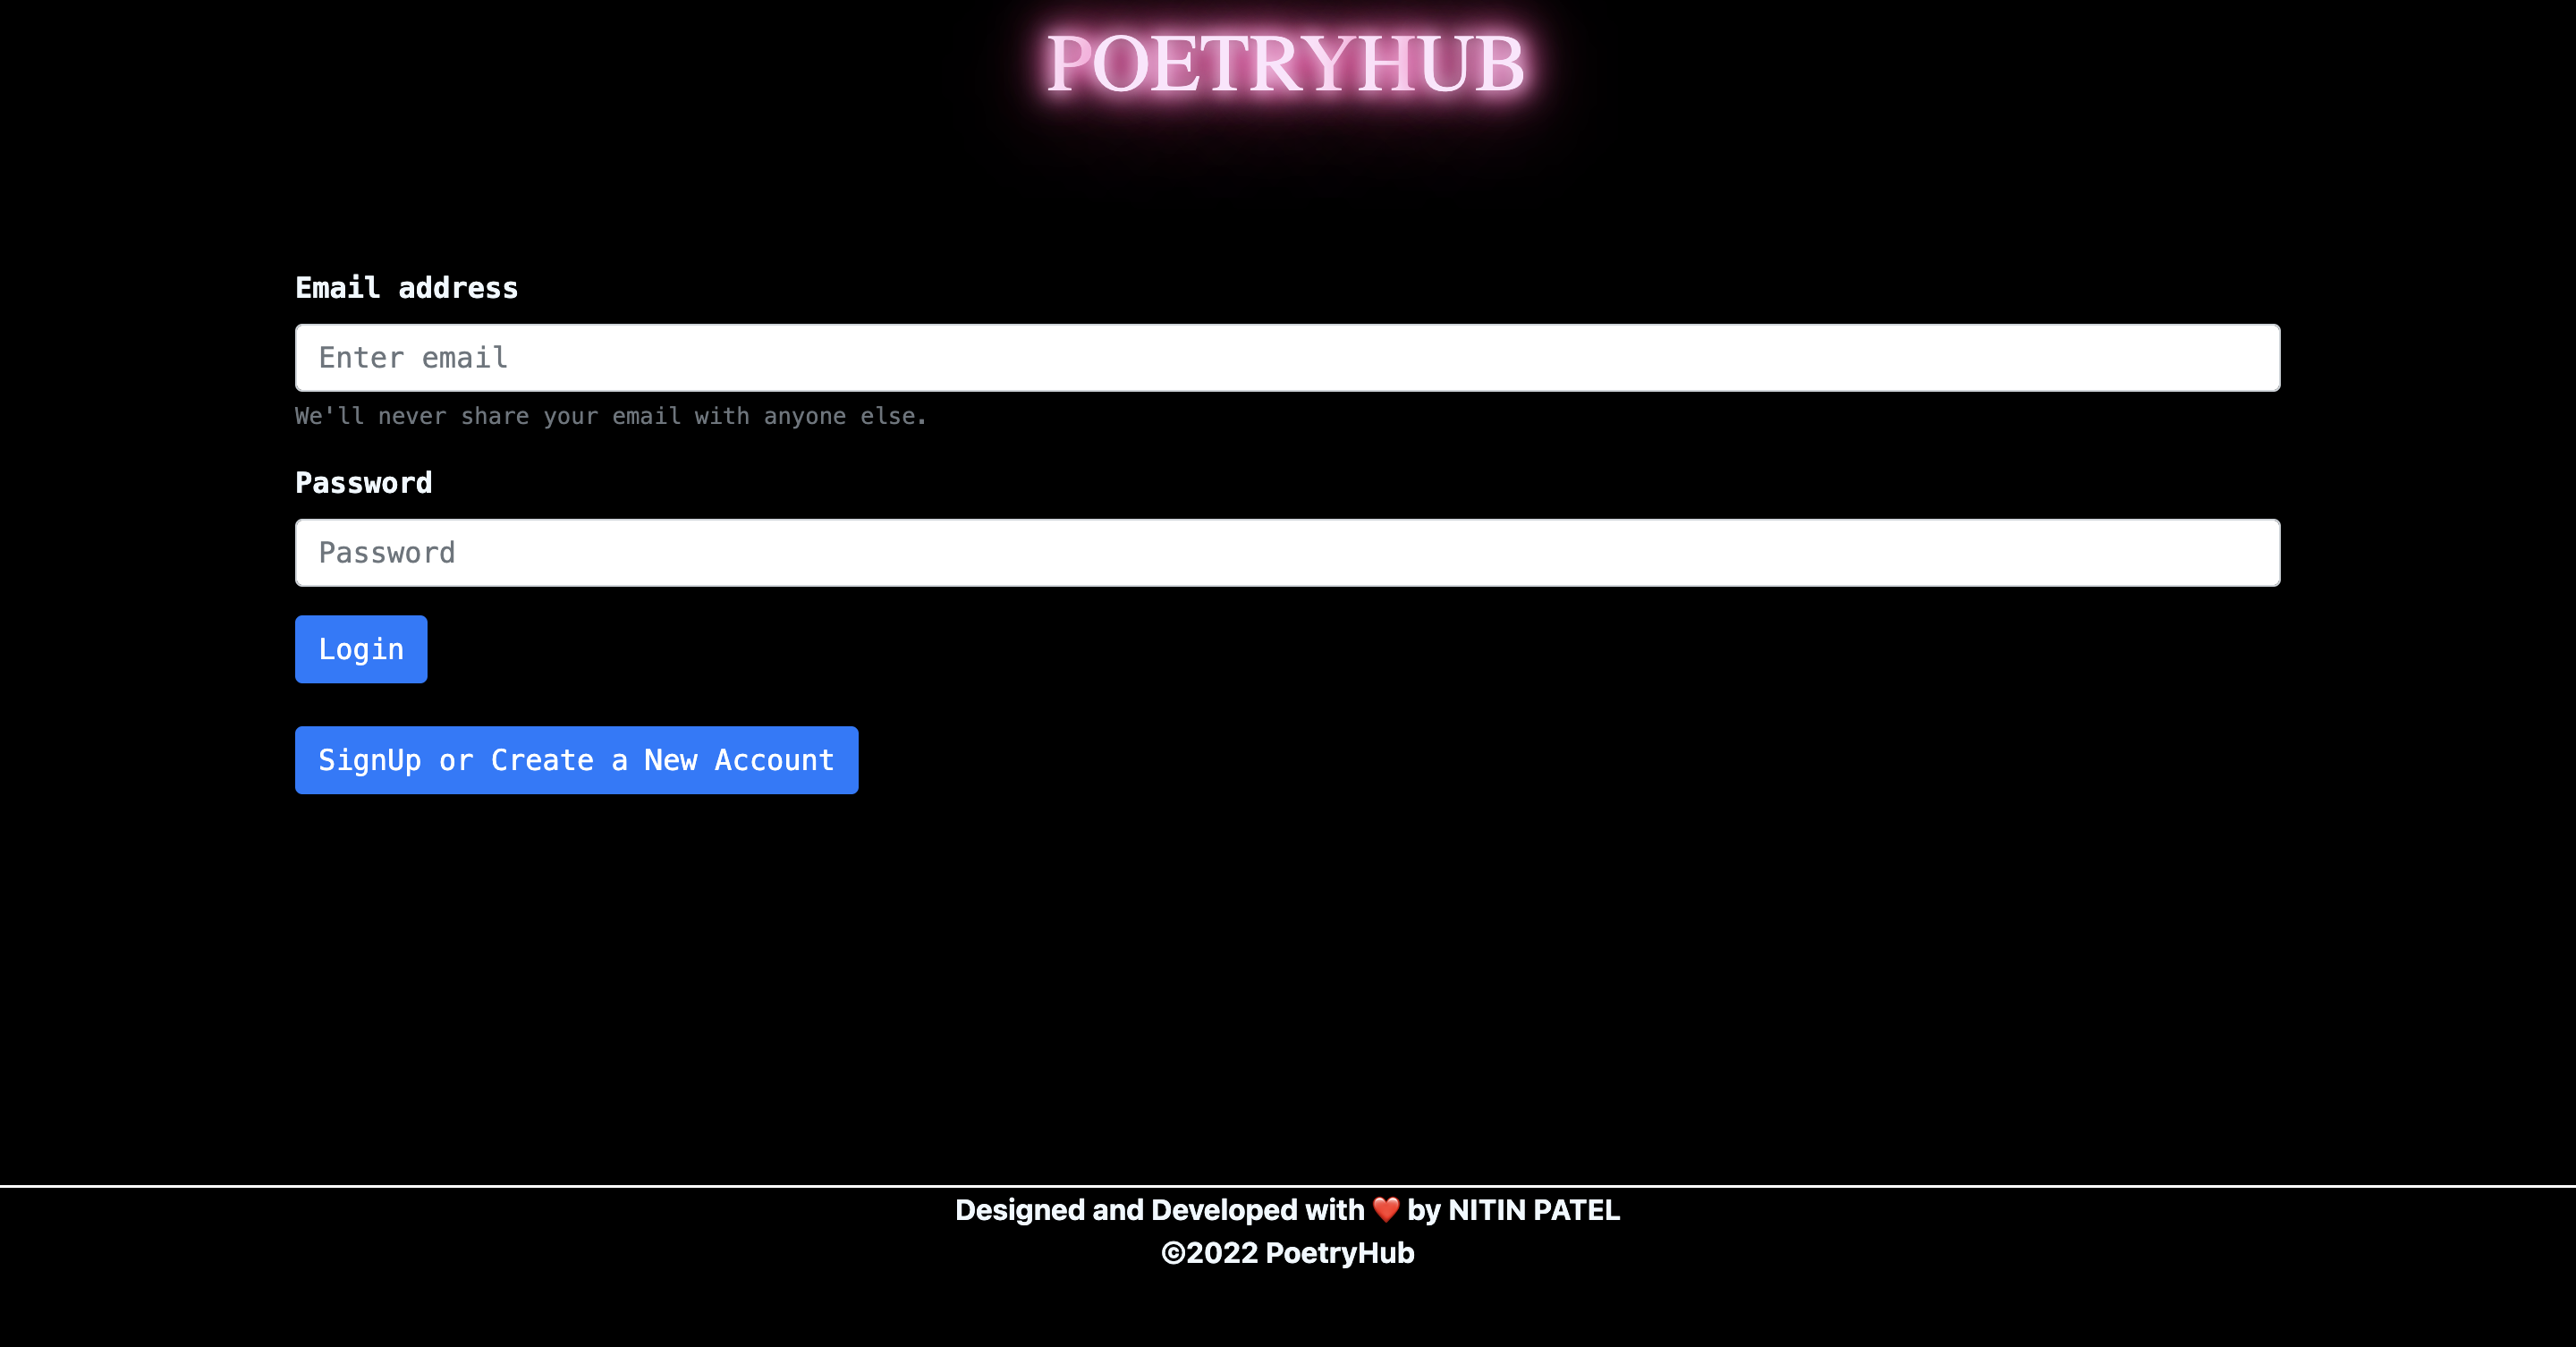 POETRYHUB
Email address
Enter email
We'll never share your email with anyone else.
Password
Password
Login
SignUp or Create a New Account
Designed and Developed with ❤️ by NITIN PATEL
©2022 PoetryHub